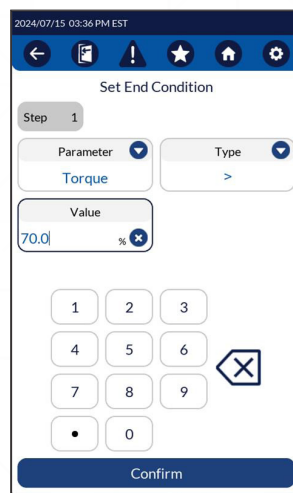 2024/07/15 03:36 PM EST
Set End Condition
Step 1
Parameter Type
Torque >
Value
70.0 %
1 2 3
4 5 6
7 8 9
• 0
Confirm